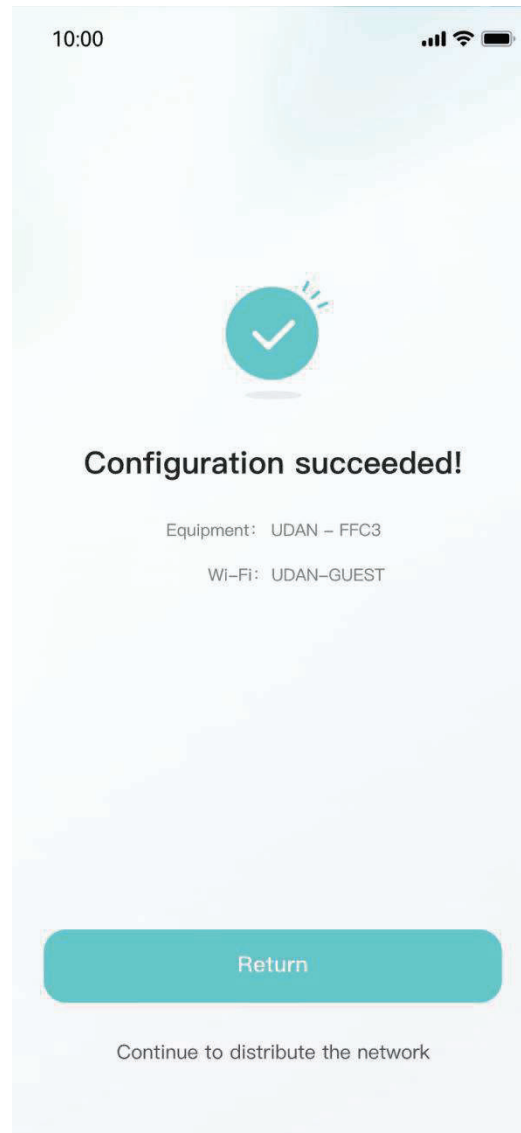 10:00
Configuration succeeded!
Equipment: UDAN - FFC3
Wi-Fi: UDAN-GUEST
Return
Continue to distribute the network